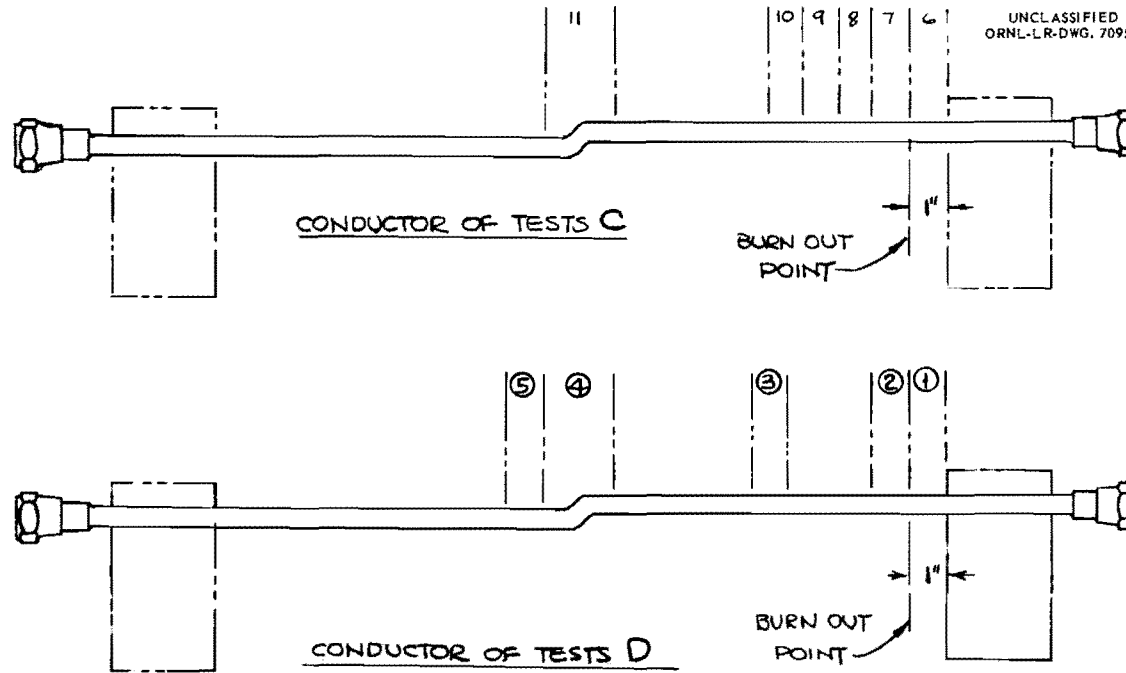 11 10 9 8 7 6
UNCLASSIFIED
ORNL-LR-DWG. 709
CONDUCTOR OF TESTS C
1"
BURN OUT
POINT
5 4 3 2 1
1"
BURN OUT
POINT
CONDUCTOR OF TESTS D